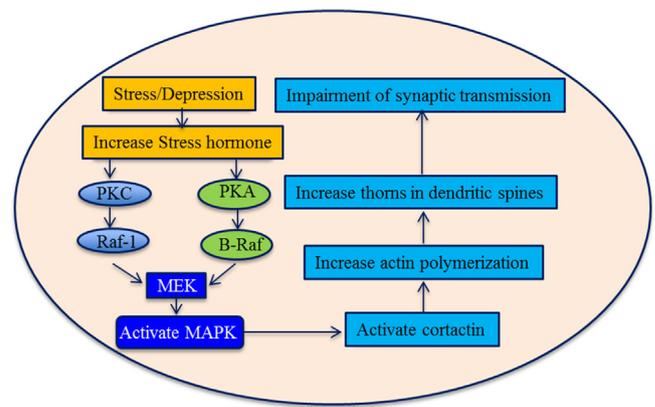 Stress/Depression
Increase Stress hormone
PKC
PKA
Raf-1
B-Raf
MEK
Activate MAPK
Activate cortactin
Increase actin polymerization
Increase thorns in dendritic spines
Impairment of synaptic transmission